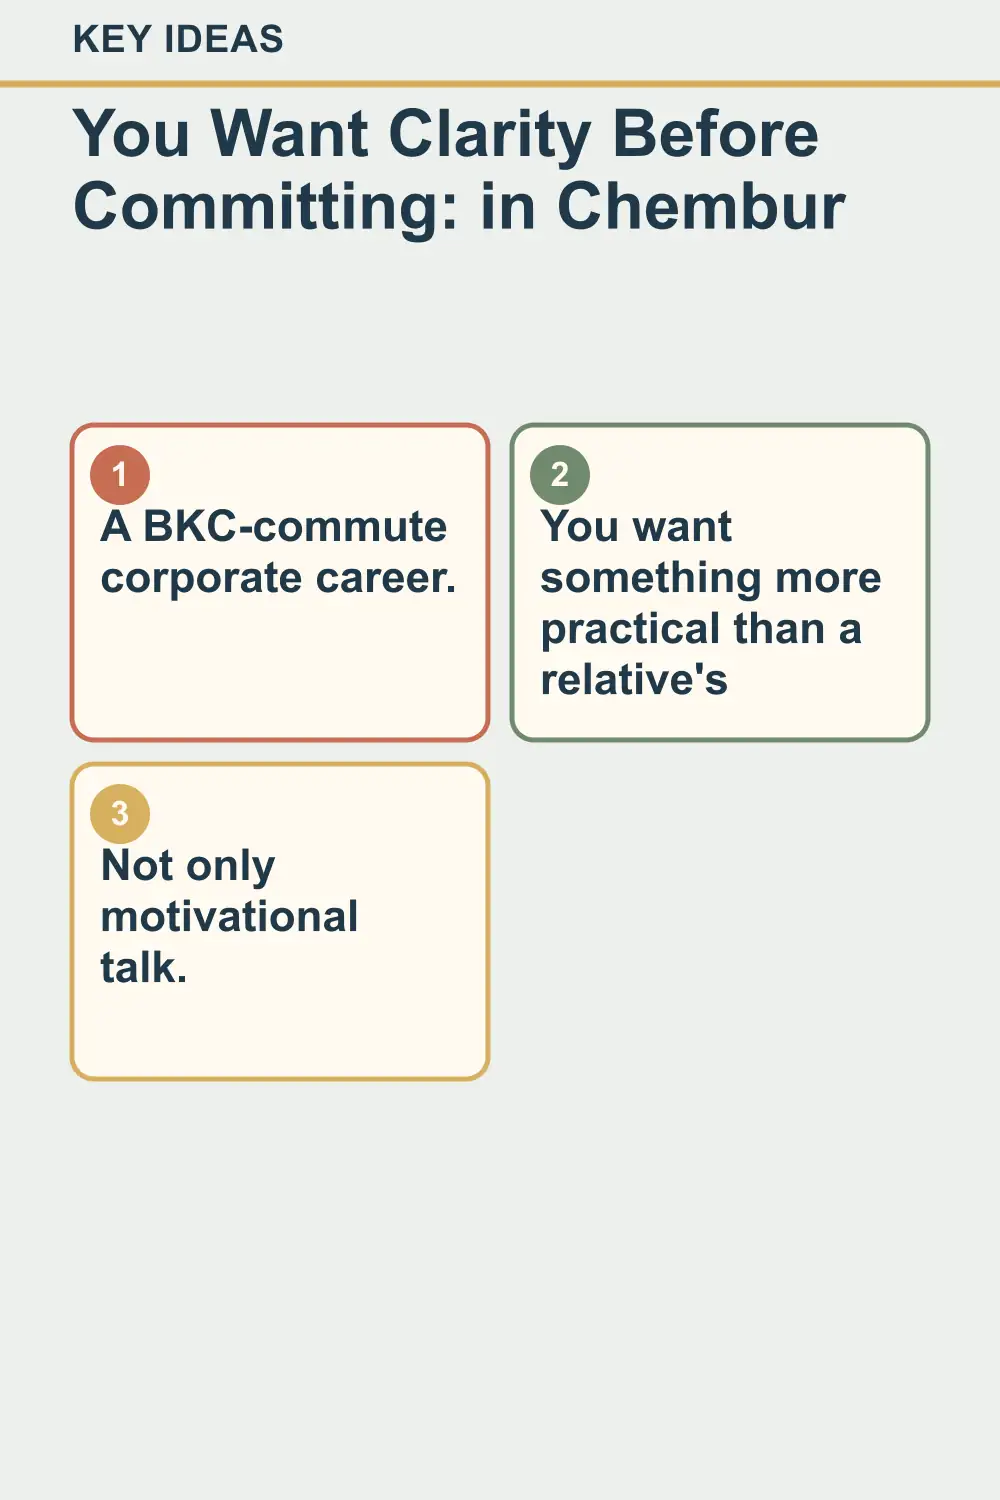 KEY IDEAS
You Want Clarity Before
Committing: in Chembur
1
A BKC-commute
corporate career.
2
You want
something more
practical than a
relative's
3
Not only
motivational
talk.